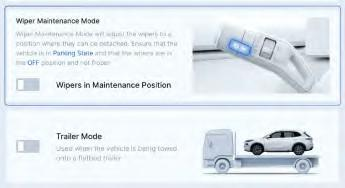 Wiper Maintenance Mode
Wiper Maintenance Mode will adjust the wipers to a
position where they can be detached. Ensure that the
vehicle is in Parking State and that the wipers are in
the OFF position and not frozen
Wipers in Maintenance Position
Trailer Mode
Used when the vehicle is being towed
onto a flatbed trailer